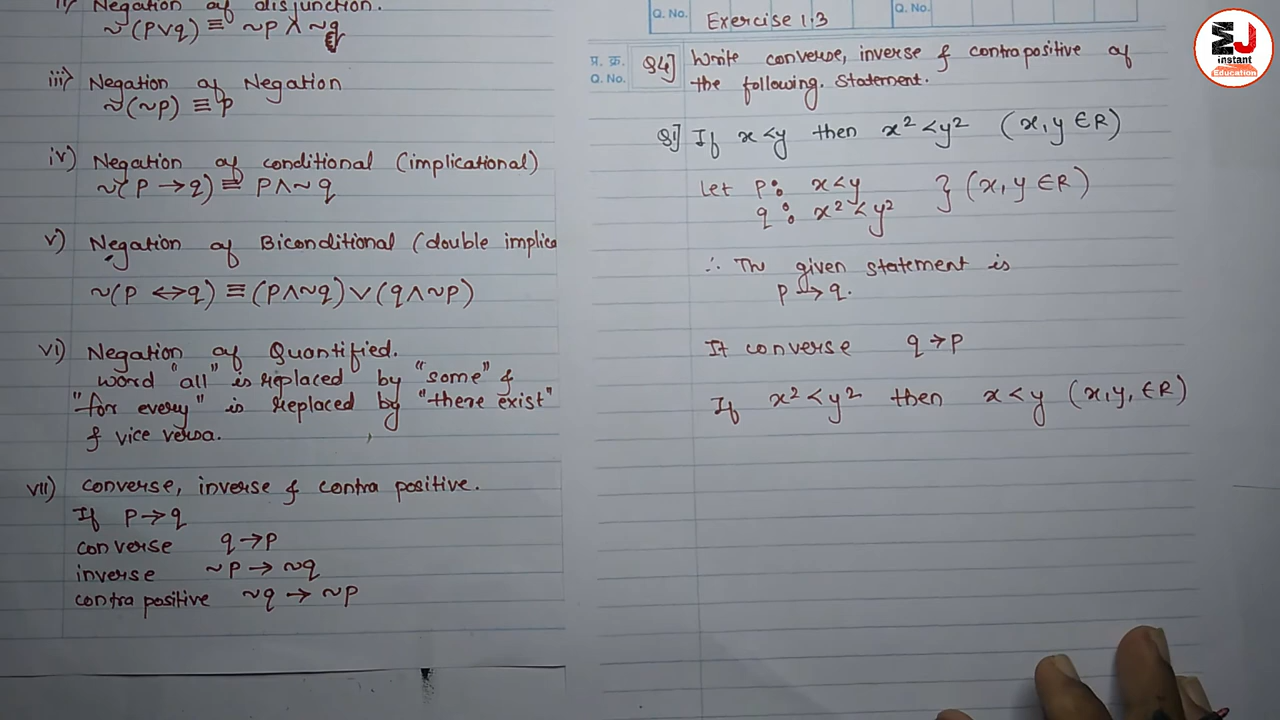 ii) Negation of disjunction.
~(p∨q) ≡ ~p ∧ ~q
iii) Negation of Negation
~(~p) ≡ p
iv) Negation of conditional (implicational)
~(p → q) ≡ p ∧ ~q
v) Negation of Biconditional (double implica
~(p ↔ q) ≡ (p∧~q) ∨ (q∧~p)
vi) Negation of Quantified.
word "all" is replaced by "some" &
"for every" is replaced by "there exist"
& vice versa.
vii) converse, inverse & contra positive.
If p → q
converse q → p
inverse ~p → ~q
contra positive ~q → ~p
Q. No. Exercise 1.3 Q. No.
प्र. क्र.
Q. No.
Q4] Write converse, inverse & contrapositive of
the following. Statement.
Q1] If x < y then x² < y² (x, y ∈ R)
Let p : x < y
q : x² < y² } (x, y ∈ R)
∴ The given statement is
p → q.
It converse q → p
If x² < y² then x < y (x, y, ∈ R)
MJ
instant
Education